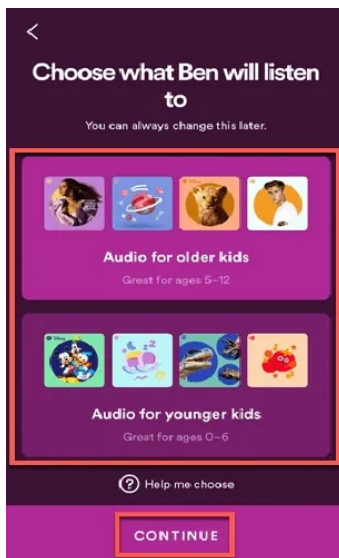 Choose what Ben will listen
to
You can always change this later.
Audio for older kids
Great for ages 5–12
Audio for younger kids
Great for ages 0–6
Help me choose
CONTINUE